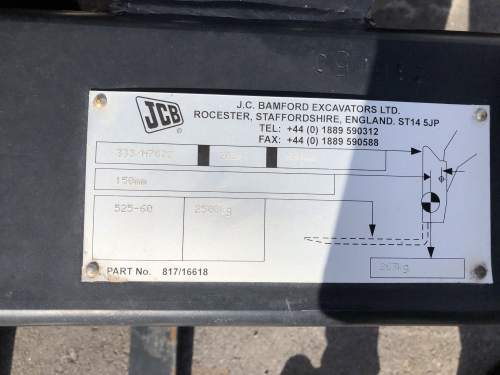 JCB
J.C. BAMFORD EXCAVATORS LTD.
ROCESTER, STAFFORDSHIRE, ENGLAND. ST14 5JP
TEL: +44 (0) 1889 590312
FAX: +44 (0) 1889 590588
150mm
525-60 2500kg
PART No. 817/16618